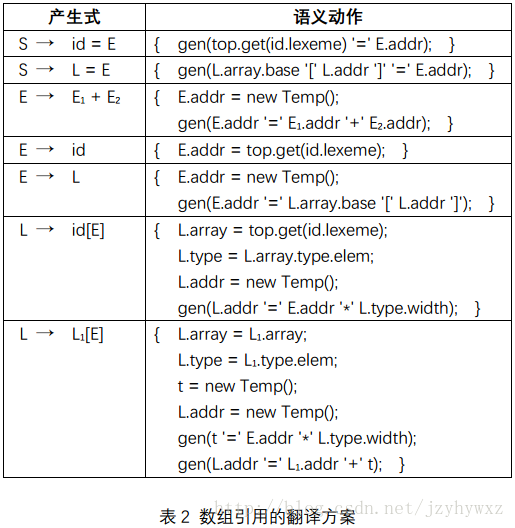 产生式 语义动作
S → id = E { gen(top.get(id.lexeme) '=' E.addr); }
S → L = E { gen(L.array.base '[' L.addr ']' '=' E.addr); }
E → E₁ + E₂ { E.addr = new Temp();
gen(E.addr '=' E₁.addr '+' E₂.addr); }
E → id { E.addr = top.get(id.lexeme); }
E → L { E.addr = new Temp();
gen(E.addr '=' L.array.base '[' L.addr ']'); }
L → id[E] { L.array = top.get(id.lexeme);
L.type = L.array.type.elem;
L.addr = new Temp();
gen(L.addr '=' E.addr '*' L.type.width); }
L → L₁[E] { L.array = L₁.array;
L.type = L₁.type.elem;
t = new Temp();
L.addr = new Temp();
gen(t '=' E.addr '*' L.type.width);
gen(L.addr '=' L₁.addr '+' t); }
http://blog.csdn.net/jzyhywxz
表 2 数组引用的翻译方案